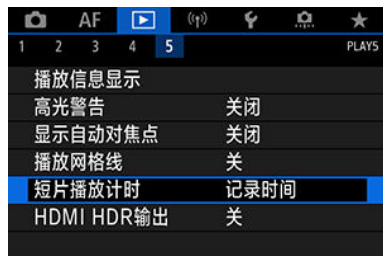 AF
1 2 3 4 5 PLAY5
播放信息显示
高光警告 关闭
显示自动对焦点 关闭
播放网格线 关
短片播放计时 记录时间
HDMI HDR输出 关